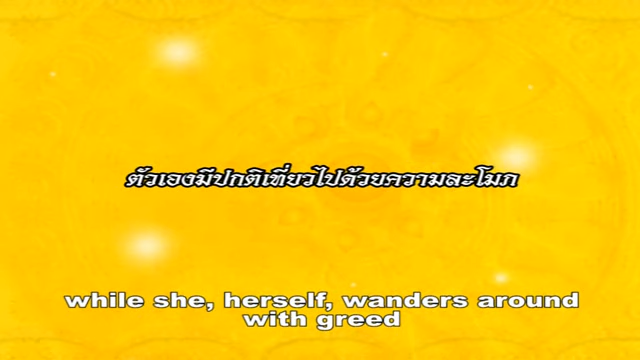 ตัวเองมีปกติเที่ยวไปด้วยความละโมภ
while she, herself, wanders around
with greed